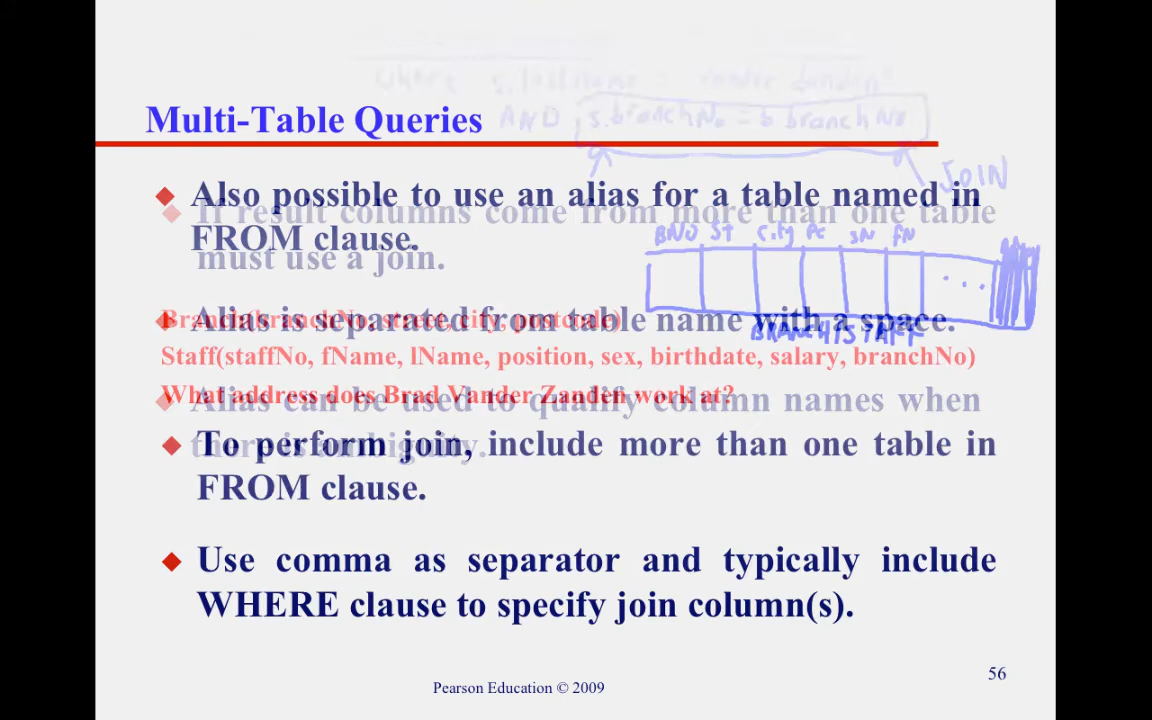 where s.lastname = "vander Zanden"
AND s.branchNo = b.branchNo
Multi-Table Queries
JOIN
Also possible to use an alias for a table named in
FROM clause.
If result columns come from more than one table
must use a join.
BNO St City PC SN FN
...
Alias is separated from table name with a space.
Branch(branchNo, street, city, postcode)
BRANCH/STAFF
Staff(staffNo, fName, lName, position, sex, birthdate, salary, branchNo)
What address does Brad Vander Zanden work at?
Alias can be used to qualify column names when
there is ambiguity.
To perform join, include more than one table in
FROM clause.
Use comma as separator and typically include
WHERE clause to specify join column(s).
56
Pearson Education © 2009